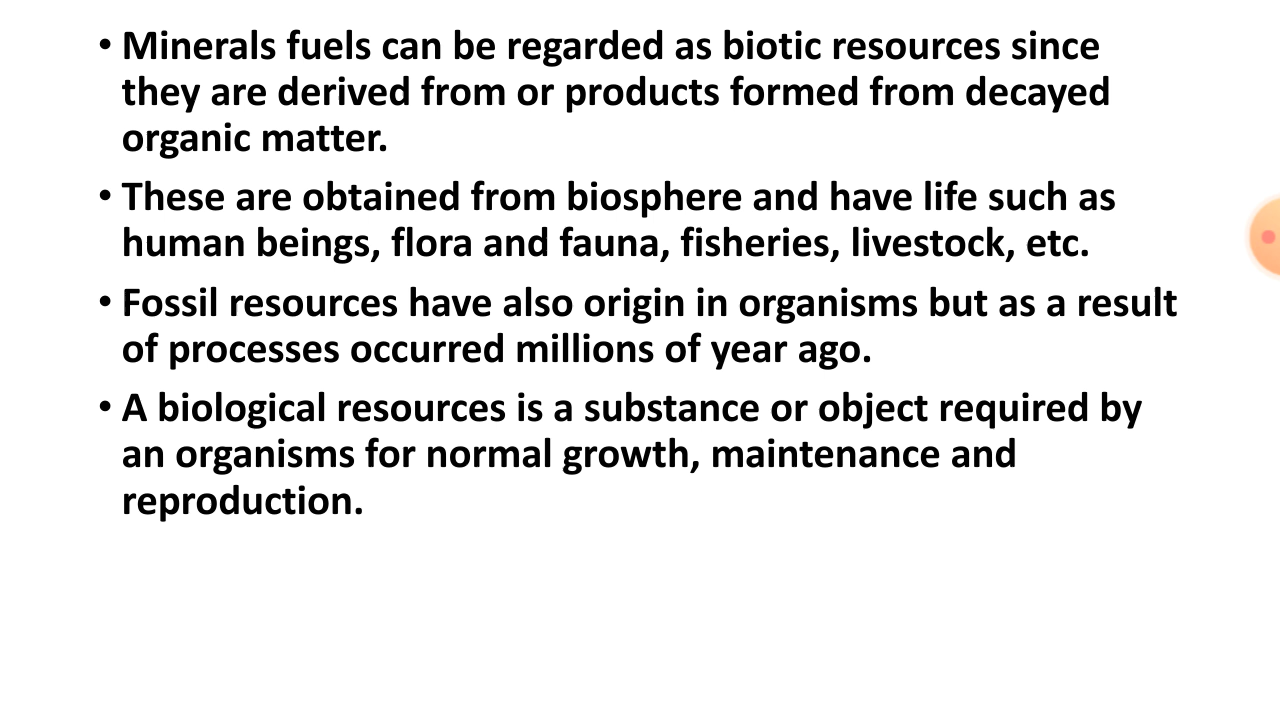 • Minerals fuels can be regarded as biotic resources since
they are derived from or products formed from decayed
organic matter.
• These are obtained from biosphere and have life such as
human beings, flora and fauna, fisheries, livestock, etc.
• Fossil resources have also origin in organisms but as a result
of processes occurred millions of year ago.
• A biological resources is a substance or object required by
an organisms for normal growth, maintenance and
reproduction.